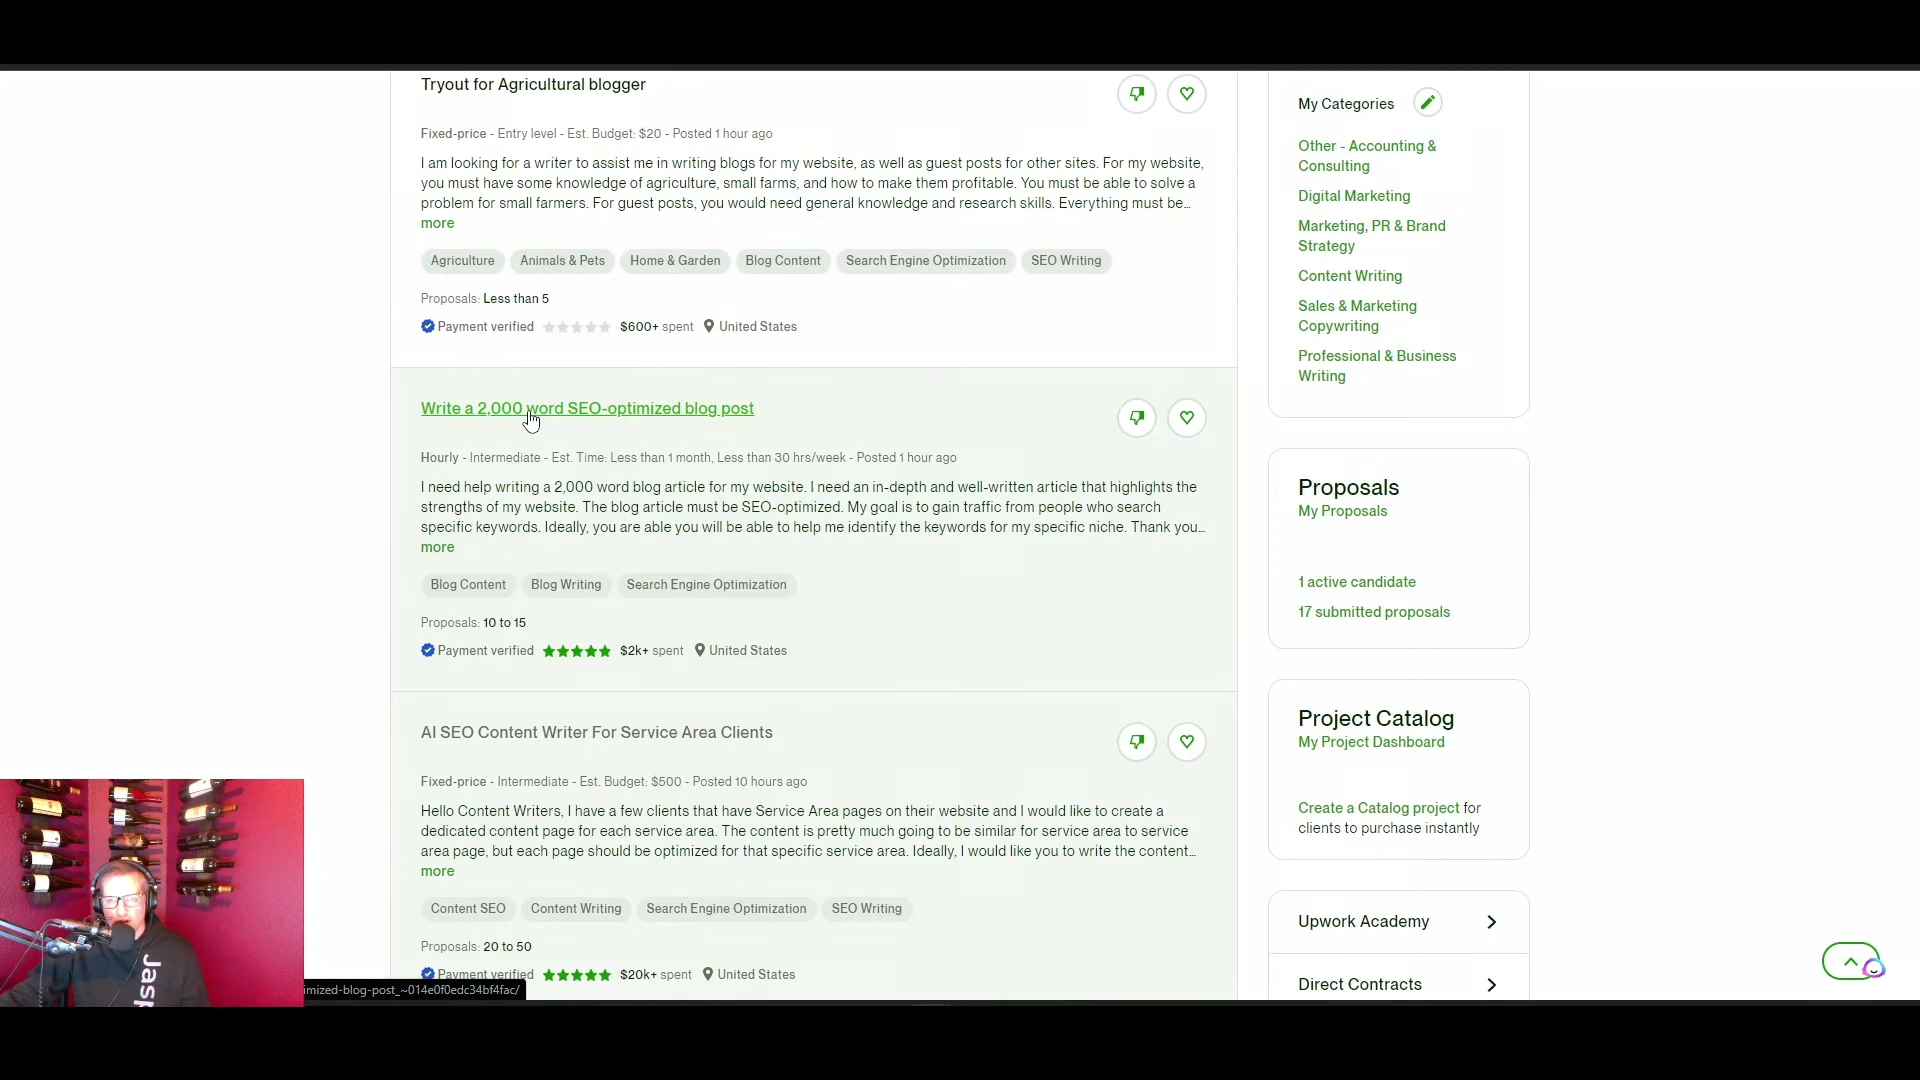 Tryout for Agricultural blogger
Fixed-price - Entry level - Est. Budget: $20 - Posted 1 hour ago
I am looking for a writer to assist me in writing blogs for my website, as well as guest posts for other sites. For my website,
you must have some knowledge of agriculture, small farms, and how to make them profitable. You must be able to solve a
problem for small farmers. For guest posts, you would need general knowledge and research skills. Everything must be…
more
Agriculture Animals & Pets Home & Garden Blog Content Search Engine Optimization SEO Writing
Proposals: Less than 5
Payment verified $600+ spent United States
Write a 2,000 word SEO-optimized blog post
Hourly - Intermediate - Est. Time: Less than 1 month, Less than 30 hrs/week - Posted 1 hour ago
I need help writing a 2,000 word blog article for my website. I need an in-depth and well-written article that highlights the
strengths of my website. The blog article must be SEO-optimized. My goal is to gain traffic from people who search
specific keywords. Ideally, you are able you will be able to help me identify the keywords for my specific niche. Thank you…
more
Blog Content Blog Writing Search Engine Optimization
Proposals: 10 to 15
Payment verified $2k+ spent United States
AI SEO Content Writer For Service Area Clients
Fixed-price - Intermediate - Est. Budget: $500 - Posted 10 hours ago
Hello Content Writers, I have a few clients that have Service Area pages on their website and I would like to create a
dedicated content page for each service area. The content is pretty much going to be similar for service area to service
area page, but each page should be optimized for that specific service area. Ideally, I would like you to write the content…
more
Content SEO Content Writing Search Engine Optimization SEO Writing
Proposals: 20 to 50
Payment verified $20k+ spent United States
imized-blog-post_~014e0f0edc34bf4fac/
My Categories
Other - Accounting &
Consulting
Digital Marketing
Marketing, PR & Brand
Strategy
Content Writing
Sales & Marketing
Copywriting
Professional & Business
Writing
Proposals
My Proposals
1 active candidate
17 submitted proposals
Project Catalog
My Project Dashboard
Create a Catalog project for
clients to purchase instantly
Upwork Academy
Direct Contracts